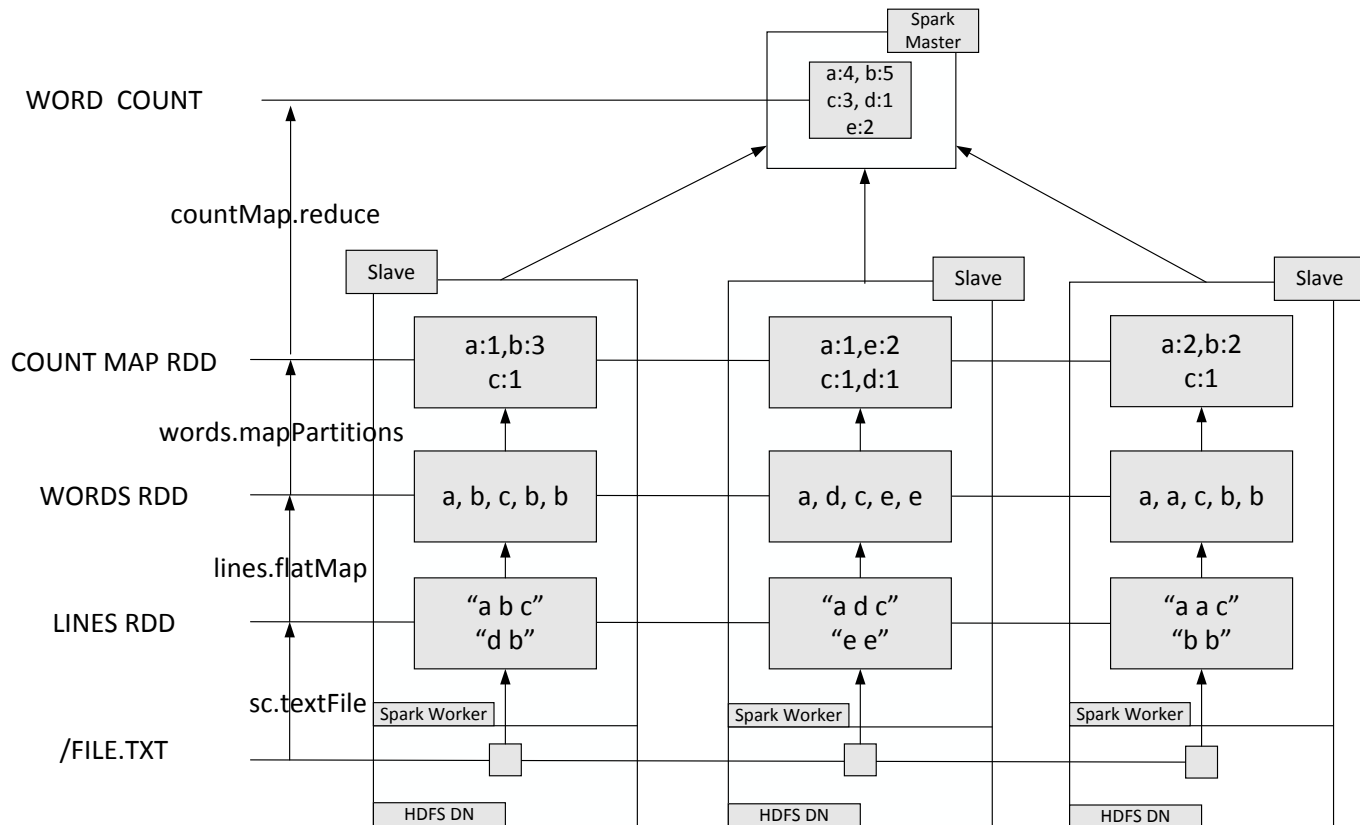 Spark
Master
WORD COUNT
a:4, b:5
c:3, d:1
e:2
countMap.reduce
Slave
Slave
Slave
COUNT MAP RDD
a:1,b:3
c:1
a:1,e:2
c:1,d:1
a:2,b:2
c:1
words.mapPartitions
WORDS RDD
a, b, c, b, b
a, d, c, e, e
a, a, c, b, b
lines.flatMap
LINES RDD
“a b c”
“d b”
“a d c”
“e e”
“a a c”
“b b”
sc.textFile
Spark Worker
Spark Worker
Spark Worker
/FILE.TXT
HDFS DN
HDFS DN
HDFS DN